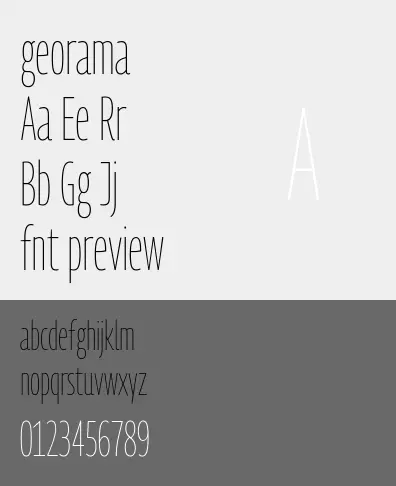 georama
Aa Ee Rr
Bb Gg Jj
fnt preview
A
abcdefghijklm
nopqrstuvwxyz
0123456789